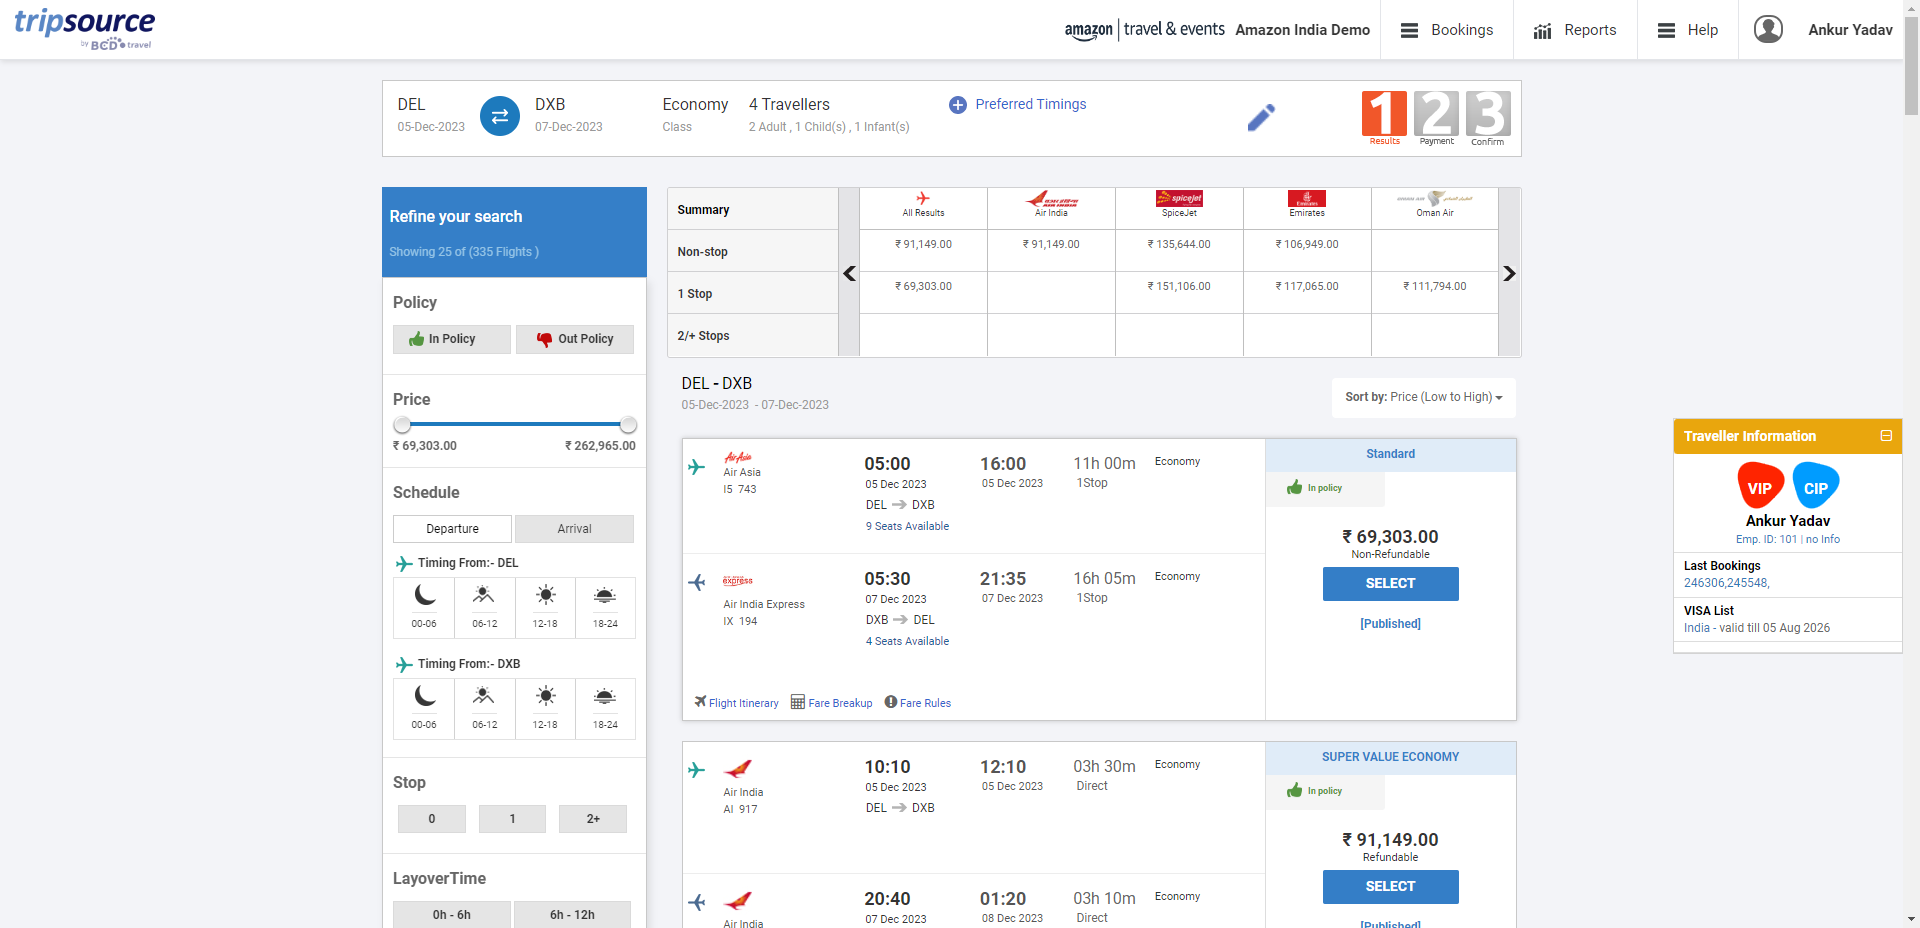 tripsource
by BCD travel
amazon | travel & events Amazon India Demo
Bookings
Reports
Help
Ankur Yadav
DEL
05-Dec-2023
DXB
07-Dec-2023
Economy
Class
4 Travellers
2 Adult , 1 Child(s) , 1 Infant(s)
Preferred Timings
1 2 3
Results Payment Confirm
Refine your search
Showing 25 of (335 Flights )
Policy
In Policy
Out Policy
Price
₹ 69,303.00 ₹ 262,965.00
Schedule
Departure Arrival
Timing From:- DEL
00-06 06-12 12-18 18-24
Timing From:- DXB
00-06 06-12 12-18 18-24
Stop
0 1 2+
LayoverTime
0h - 6h 6h - 12h
Summary All Results Air India spicejet SpiceJet Emirates Oman Air
Non-stop ₹ 91,149.00 ₹ 91,149.00 ₹ 135,644.00 ₹ 106,949.00
1 Stop ₹ 69,303.00 ₹ 151,106.00 ₹ 117,065.00 ₹ 111,794.00
2/+ Stops
DEL - DXB
05-Dec-2023 - 07-Dec-2023
Sort by: Price (Low to High)
AirAsia
Air Asia
I5 743
05:00
05 Dec 2023
DEL DXB
9 Seats Available
16:00
05 Dec 2023
11h 00m
1Stop
Economy
express
Air India Express
IX 194
05:30
07 Dec 2023
DXB DEL
4 Seats Available
21:35
07 Dec 2023
16h 05m
1Stop
Economy
Flight Itinerary Fare Breakup Fare Rules
Standard
In policy
₹ 69,303.00
Non-Refundable
SELECT
[Published]
Air India
AI 917
10:10
05 Dec 2023
DEL DXB
12:10
05 Dec 2023
03h 30m
Direct
Economy
Air India
20:40
07 Dec 2023
01:20
08 Dec 2023
03h 10m
Direct
Economy
SUPER VALUE ECONOMY
In policy
₹ 91,149.00
Refundable
SELECT
[Published]
Traveller Information
VIP CIP
Ankur Yadav
Emp. ID: 101 | no Info
Last Bookings
246306,245548,
VISA List
India - valid till 05 Aug 2026